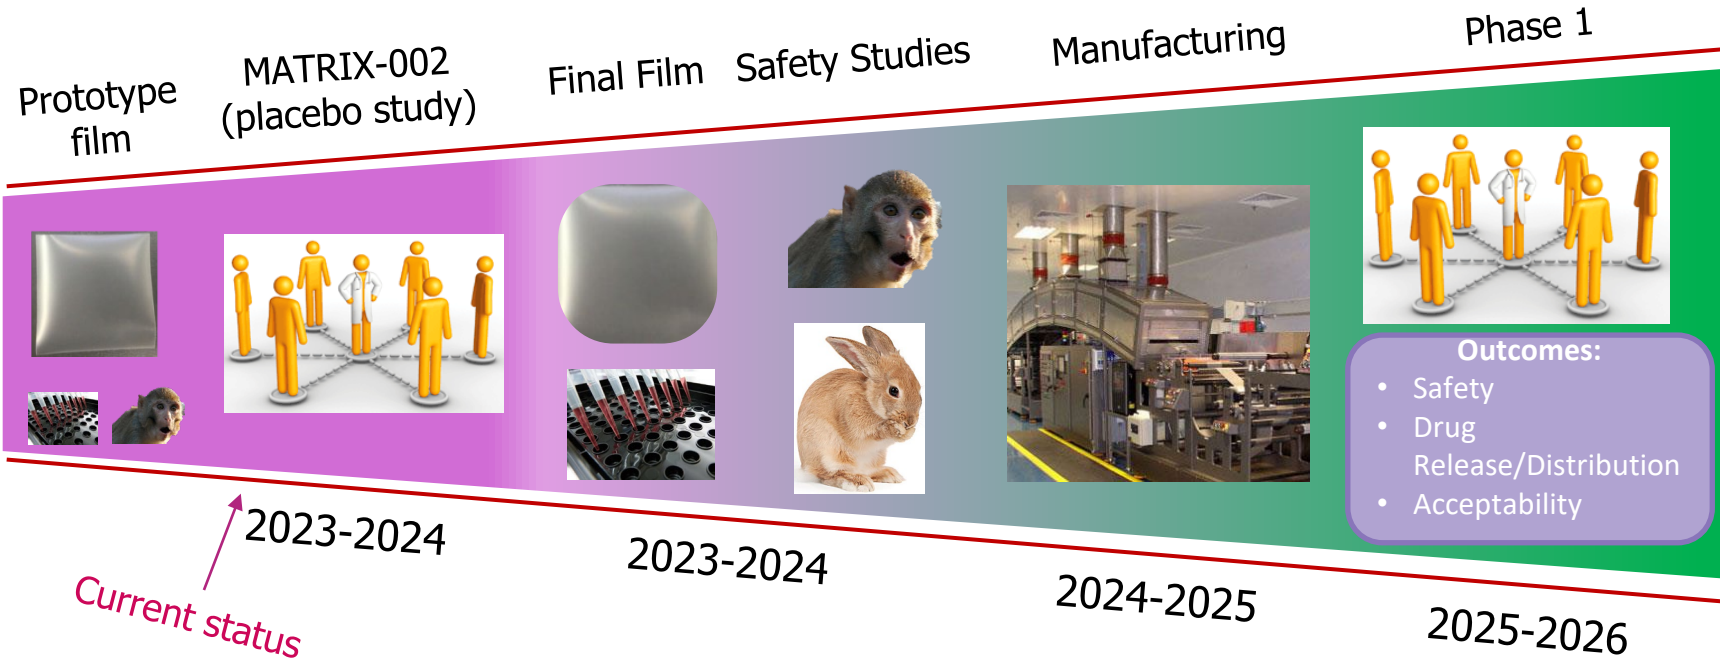 Prototype
film
MATRIX-002
(placebo study)
Final Film
Safety Studies
Manufacturing
Phase 1
Outcomes:
• Safety
• Drug
Release/Distribution
• Acceptability
Current status
2023-2024
2023-2024
2024-2025
2025-2026